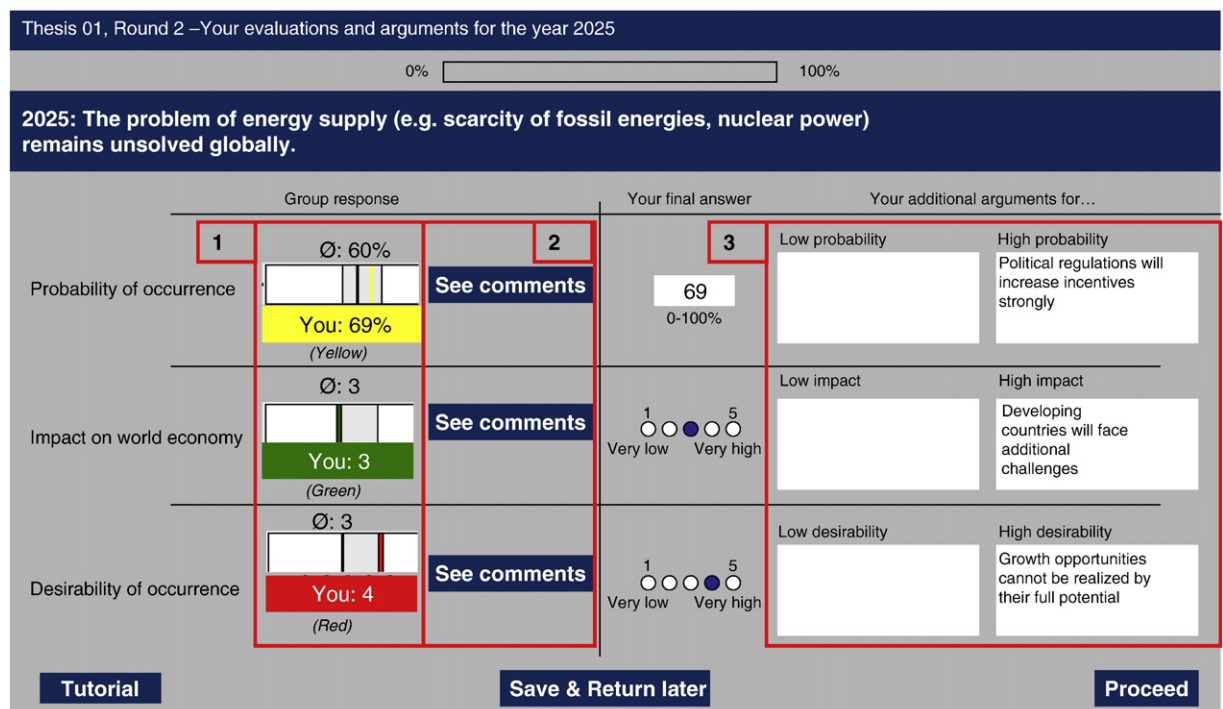 Thesis 01, Round 2 –Your evaluations and arguments for the year 2025
0% 100%
2025: The problem of energy supply (e.g. scarcity of fossil energies, nuclear power)
remains unsolved globally.
Group response
Your final answer
Your additional arguments for…
1
2
3
Probability of occurrence
Ø: 60%
You: 69%
(Yellow)
See comments
69
0-100%
Low probability
High probability
Political regulations will
increase incentives
strongly
Impact on world economy
Ø: 3
You: 3
(Green)
See comments
1 5
Very low Very high
Low impact
High impact
Developing
countries will face
additional
challenges
Desirability of occurrence
Ø: 3
You: 4
(Red)
See comments
1 5
Very low Very high
Low desirability
High desirability
Growth opportunities
cannot be realized by
their full potential
Tutorial
Save & Return later
Proceed